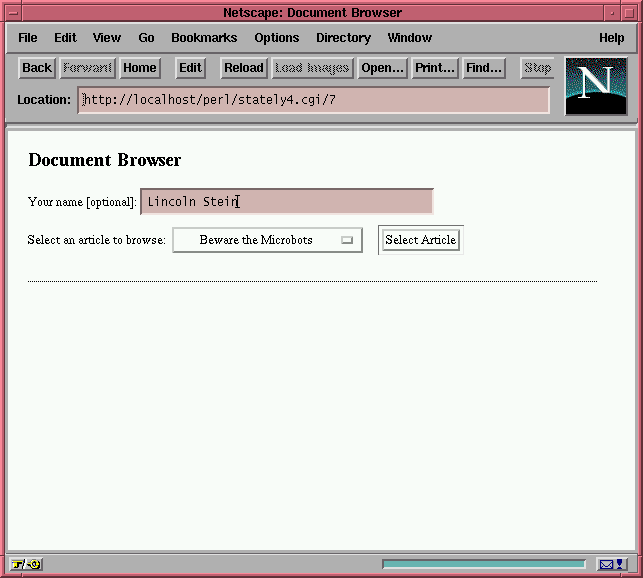 Netscape: Document Browser
File Edit View Go Bookmarks Options Directory Window Help
Back Forward Home Edit Reload Load Images Open... Print... Find... Stop
N
Location: http://localhost/perl/stately4.cgi/7
Document Browser
Your name [optional]: Lincoln Stein
Select an article to browse: Beware the Microbots Select Article